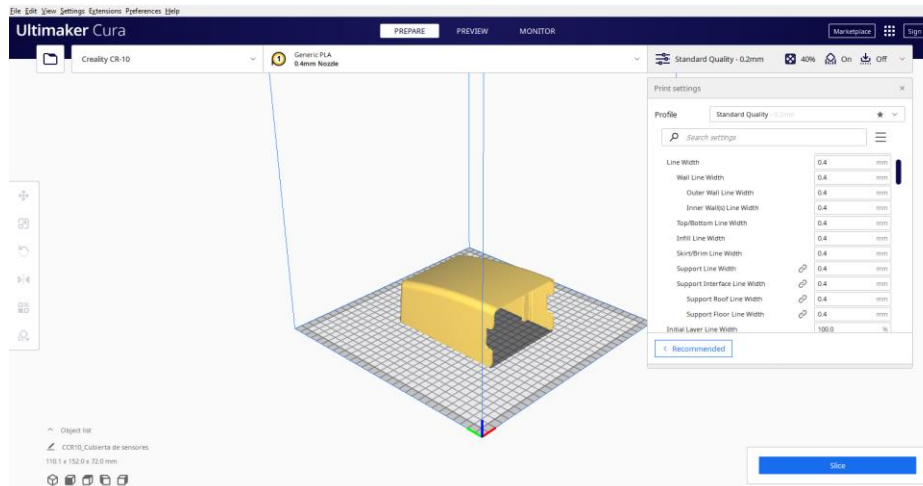 File Edit View Settings Extensions Preferences Help
Ultimaker Cura PREPARE PREVIEW MONITOR Marketplace Sign
Creality CR-10 1 Generic PLA
0.4mm Nozzle
Standard Quality - 0.2mm 40% On Off
Print settings
Profile Standard Quality - 0.2mm
Search settings
Line Width 0.4 mm
Wall Line Width 0.4 mm
Outer Wall Line Width 0.4 mm
Inner Wall(s) Line Width 0.4 mm
Top/Bottom Line Width 0.4 mm
Infill Line Width 0.4 mm
Skirt/Brim Line Width 0.4 mm
Support Line Width 0.4 mm
Support Interface Line Width 0.4 mm
Support Roof Line Width 0.4 mm
Support Floor Line Width 0.4 mm
Initial Layer Line Width 100.0 %
Recommended
Object list
CCR10_Cubierta de sensores
110.1 x 152.0 x 72.0 mm
Slice